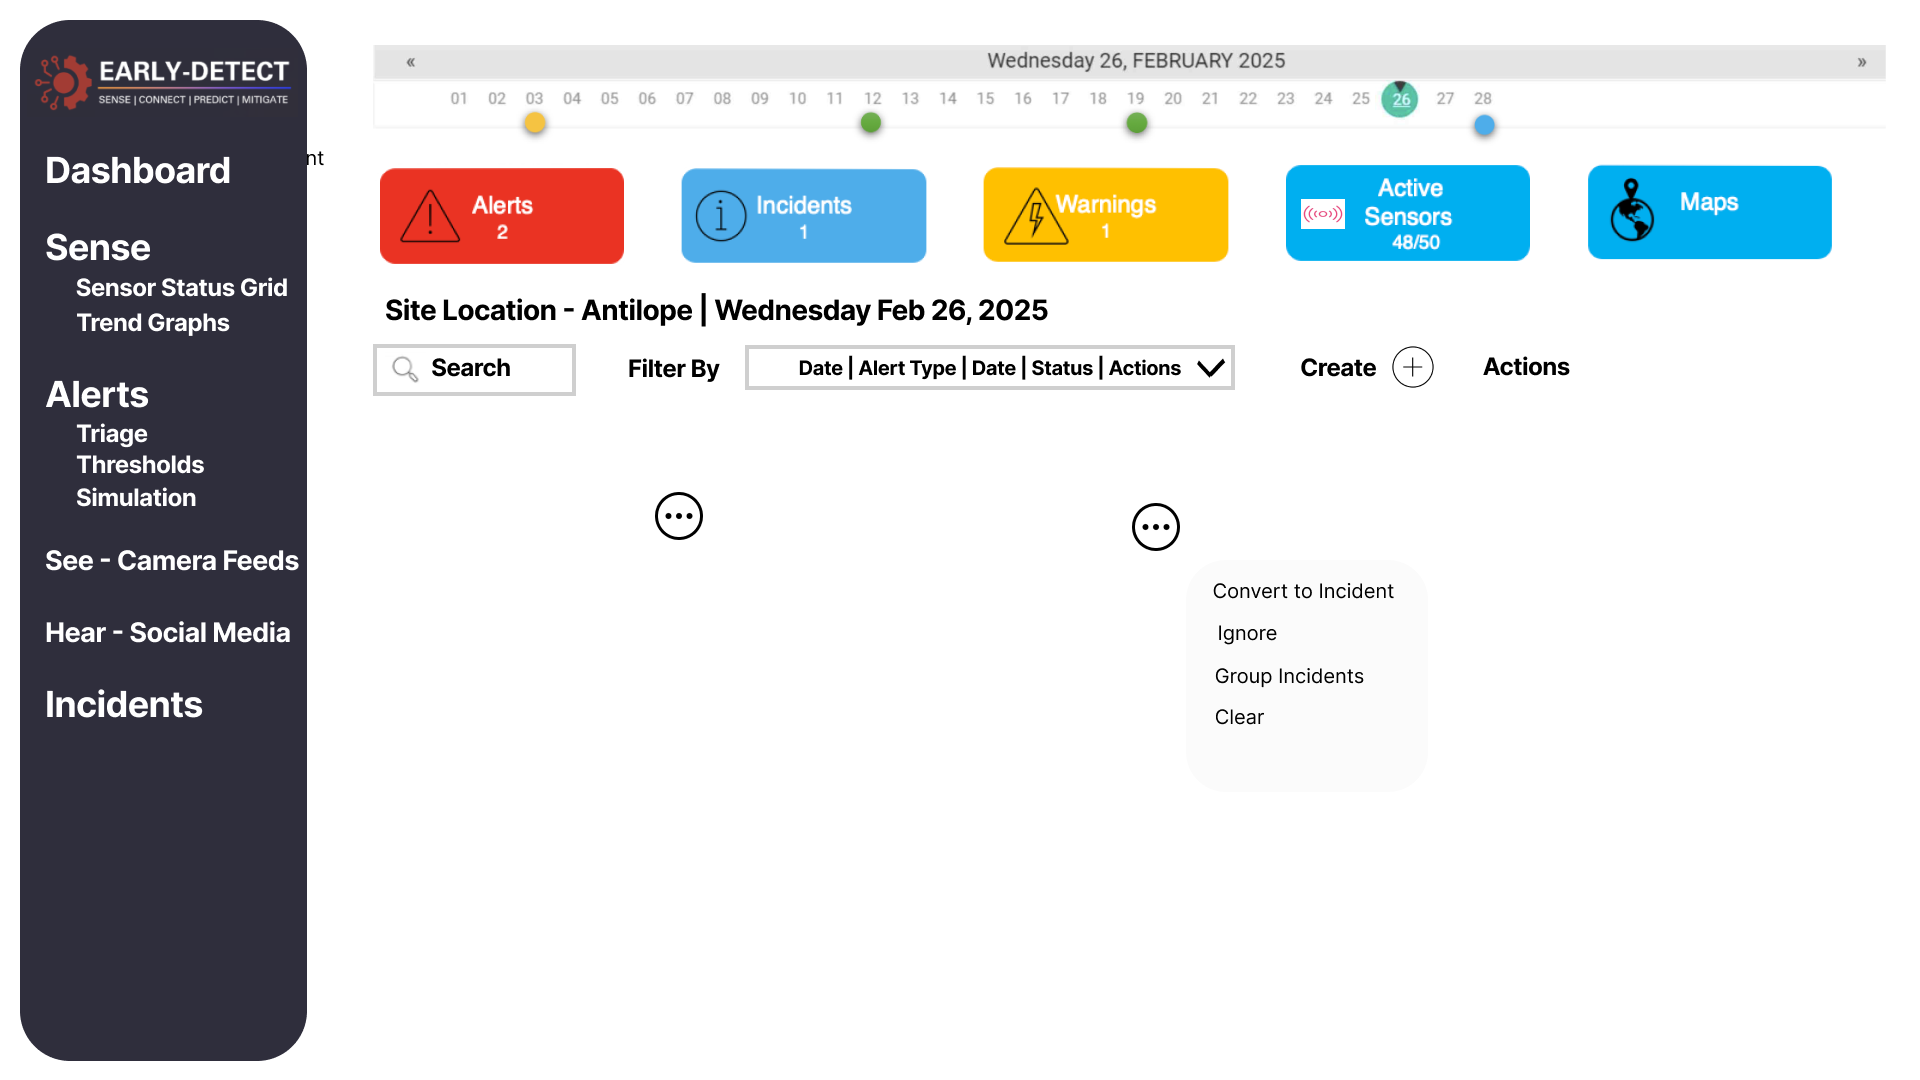 EARLY-DETECT
SENSE | CONNECT | PREDICT | MITIGATE
Dashboard
nt
Sense
Sensor Status Grid
Trend Graphs
Alerts
Triage
Thresholds
Simulation
See - Camera Feeds
Hear - Social Media
Incidents
« Wednesday 26, FEBRUARY 2025 »
01 02 03 04 05 06 07 08 09 10 11 12 13 14 15 16 17 18 19 20 21 22 23 24 25 26 27 28
Alerts
2
Incidents
1
Warnings
1
Active
Sensors
48/50
Maps
Site Location - Antilope | Wednesday Feb 26, 2025
Search
Filter By
Date | Alert Type | Date | Status | Actions
Create
Actions
Convert to Incident
Ignore
Group Incidents
Clear